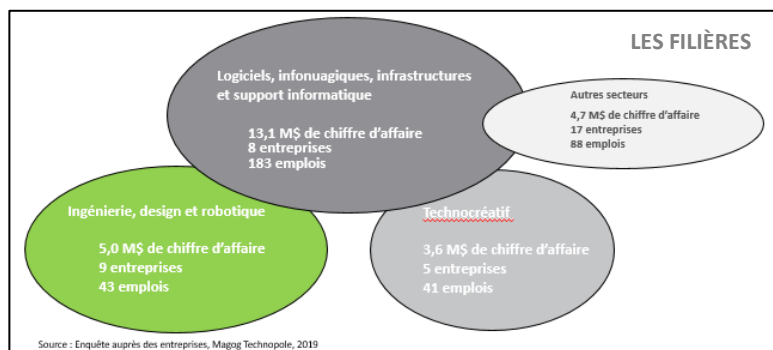 LES FILIÈRES
Logiciels, infonuagiques, infrastructures
et support informatique
13,1 M$ de chiffre d'affaire
8 entreprises
183 emplois
Autres secteurs
4,7 M$ de chiffre d'affaire
17 entreprises
88 emplois
Ingénierie, design et robotique
5,0 M$ de chiffre d'affaire
9 entreprises
43 emplois
Technocréatif
3,6 M$ de chiffre d'affaire
5 entreprises
41 emplois
Source : Enquête auprès des entreprises, Magog Technopole, 2019